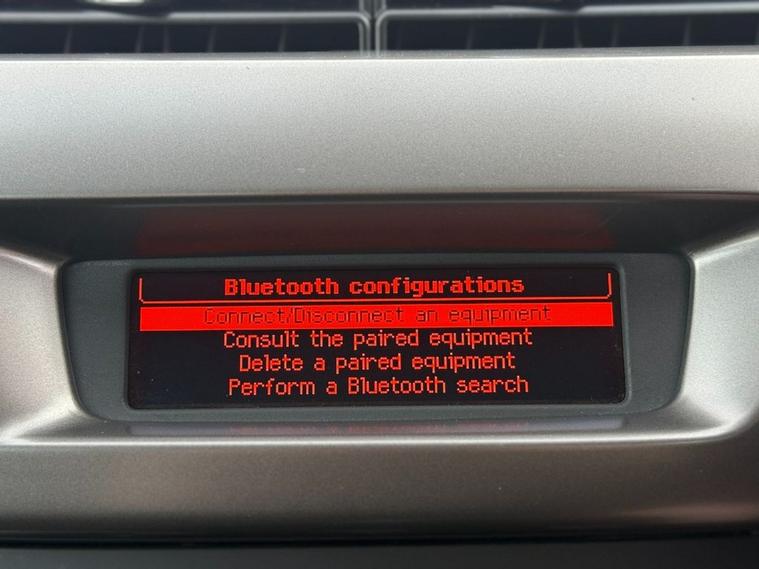 Bluetooth configurations
Connect/Disconnect an equipment
Consult the paired equipment
Delete a paired equipment
Perform a Bluetooth search